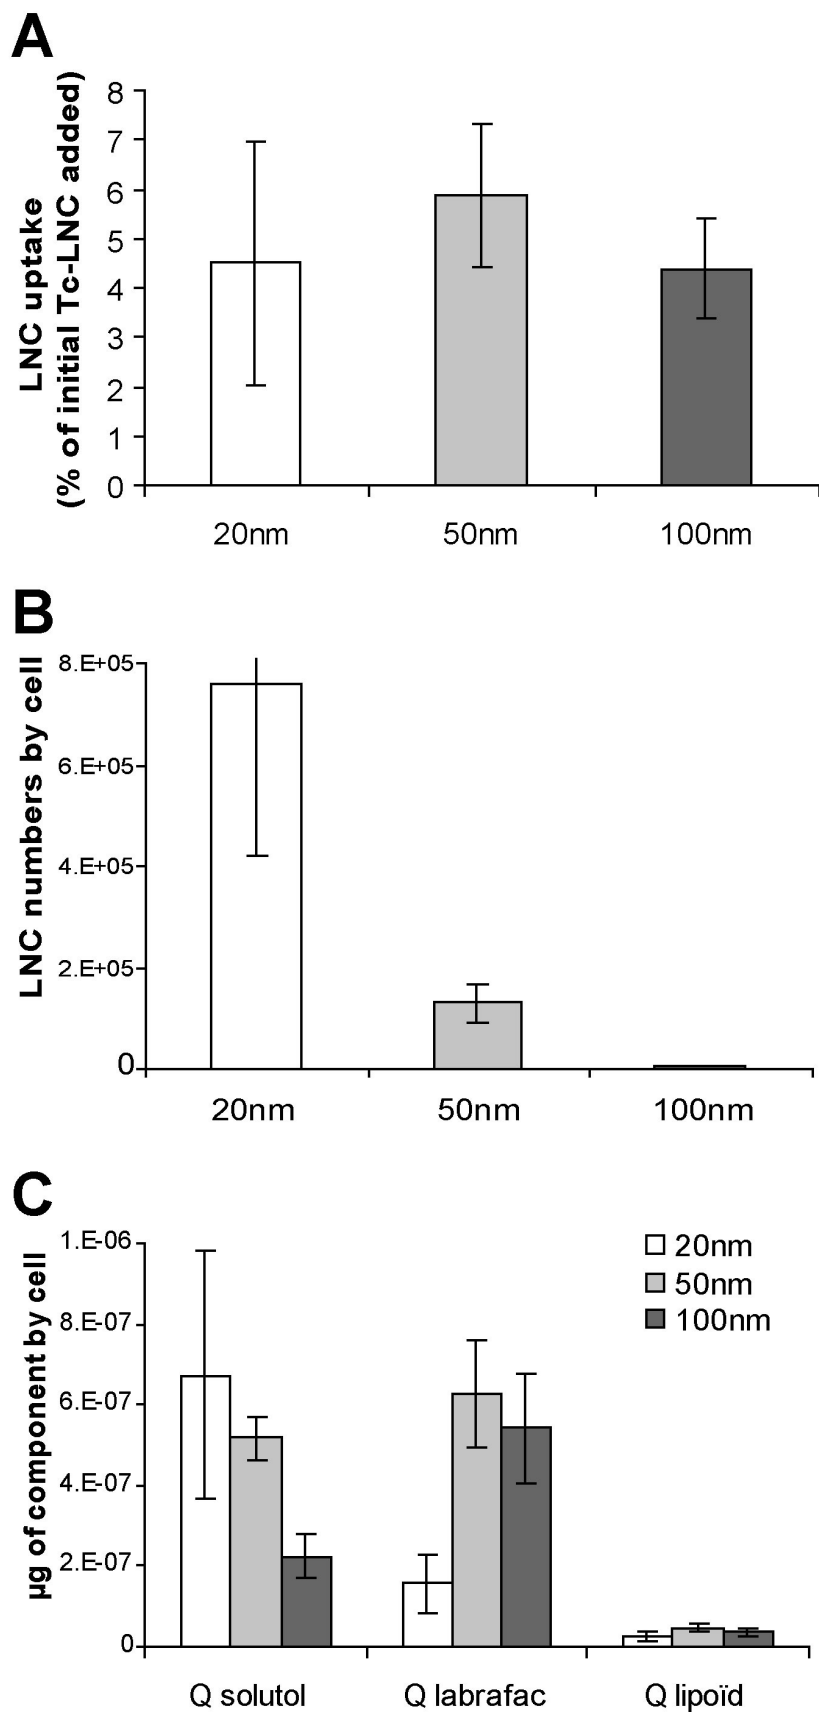 A
LNC uptake
(% of initial Tc-LNC added)
8
7
6
5
4
3
2
1
0
20nm
50nm
100nm
B
LNC numbers by cell
8.E+05
6.E+05
4.E+05
2.E+05
0
20nm
50nm
100nm
C
µg of component by cell
1.E-06
8.E-07
6.E-07
4.E-07
2.E-07
0
20nm
50nm
100nm
Q solutol
Q labrafac
Q lipoïd